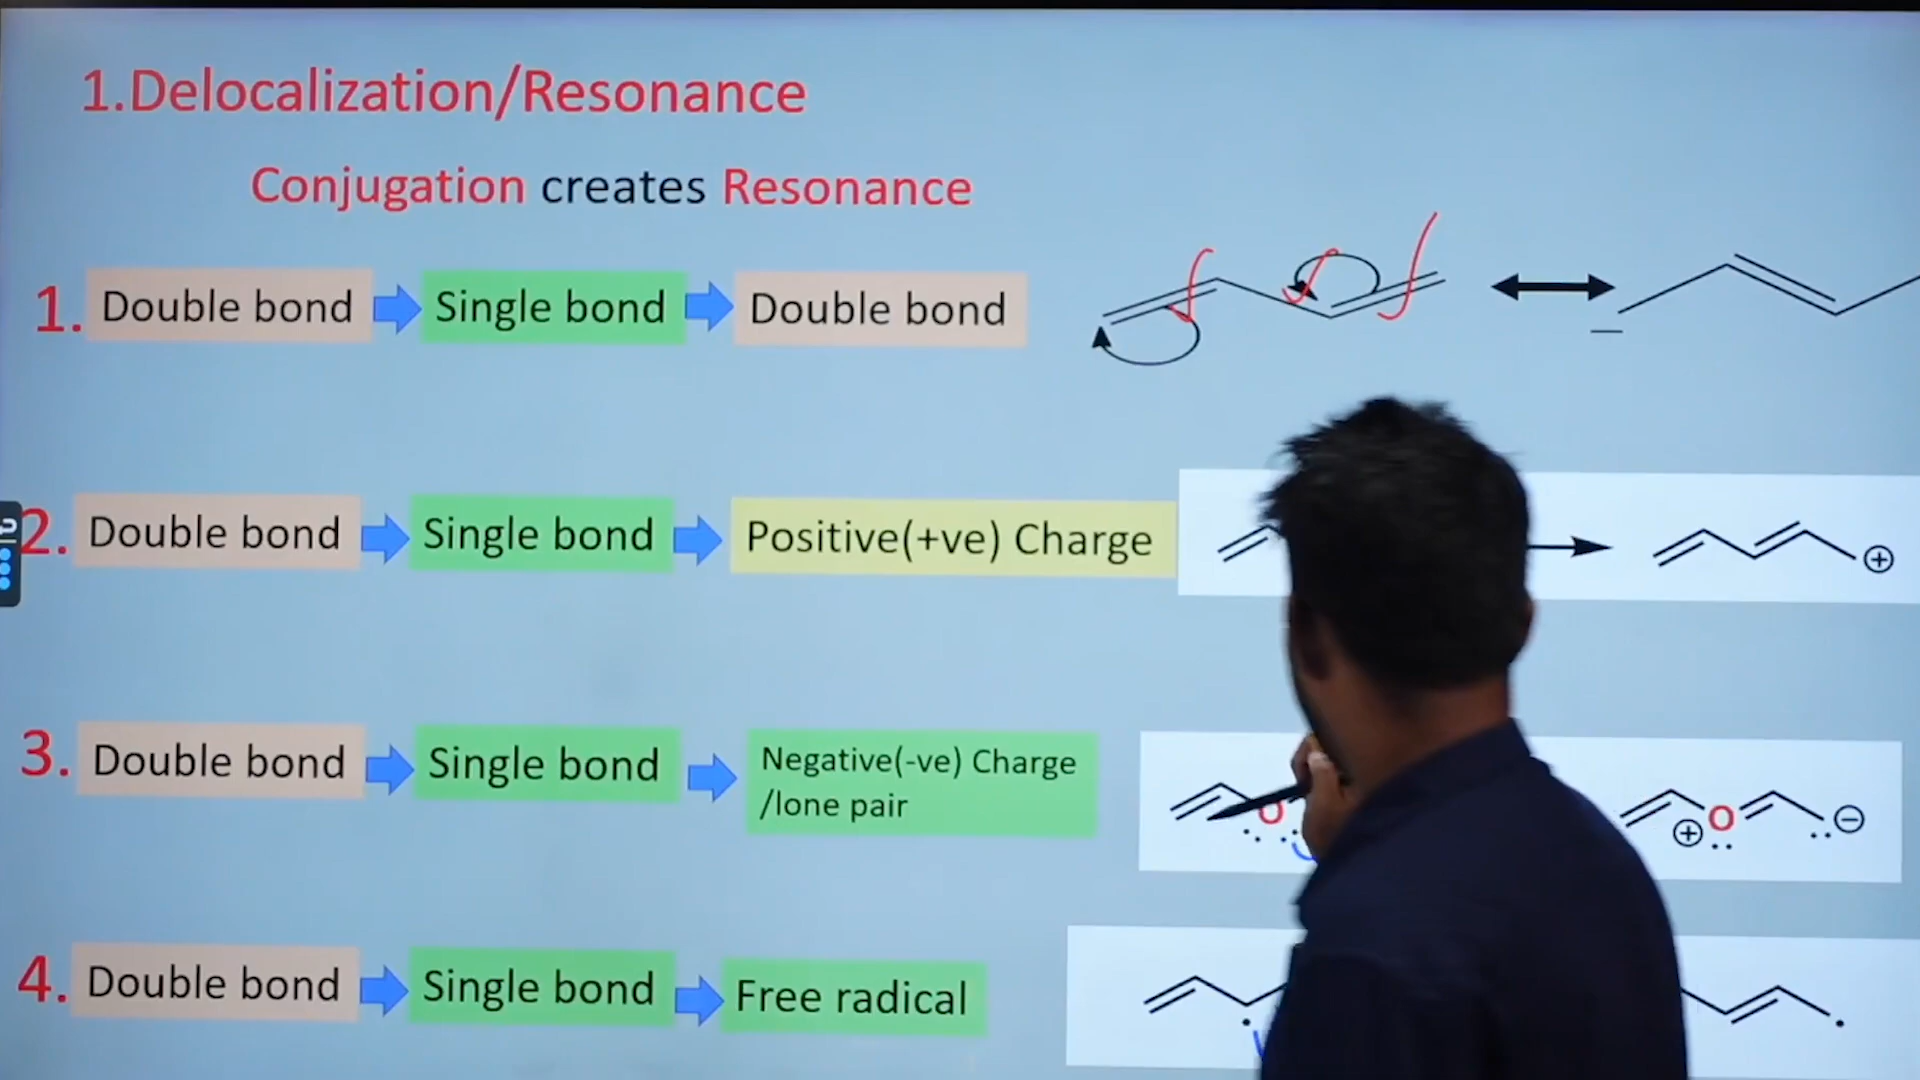 1.Delocalization/Resonance
Conjugation creates Resonance
1. Double bond Single bond Double bond
2. Double bond Single bond Positive(+ve) Charge
+
3. Double bond Single bond Negative(-ve) Charge
/lone pair
O + O −
4. Double bond Single bond Free radical